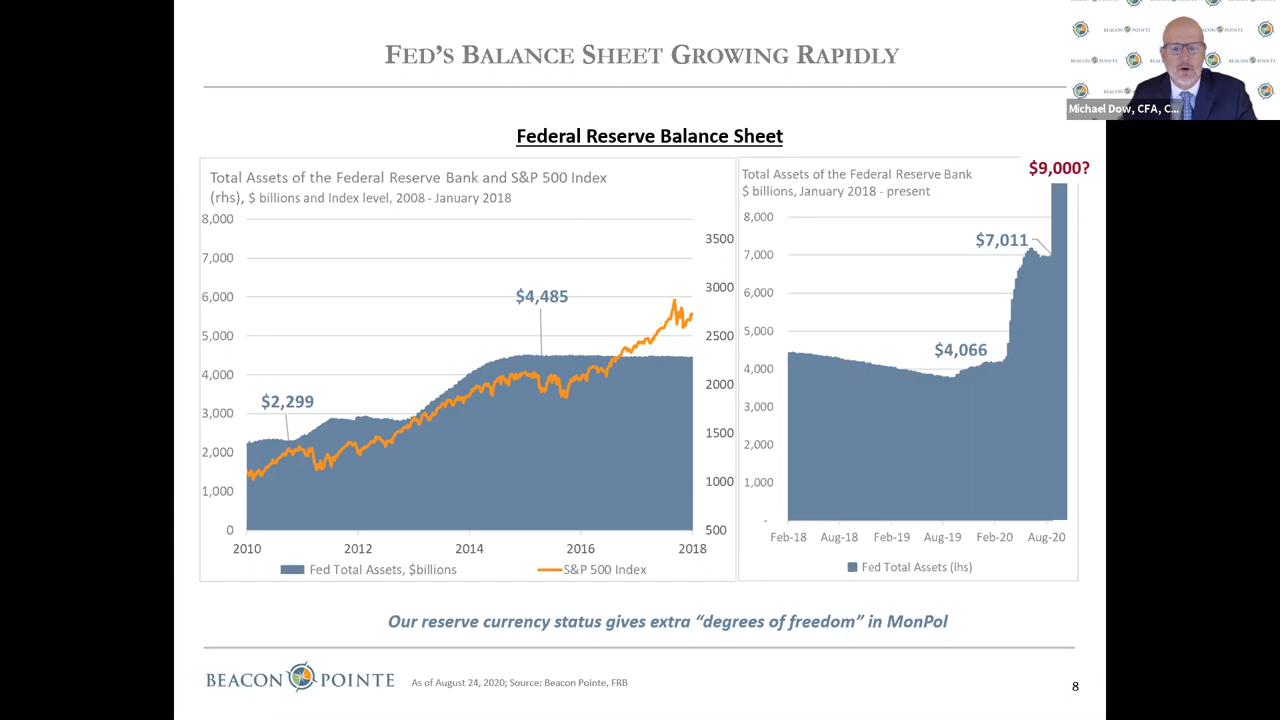 FED'S BALANCE SHEET GROWING RAPIDLY
BEACON POINTE
Michael Dow, CFA, C...
Federal Reserve Balance Sheet
Total Assets of the Federal Reserve Bank and S&P 500 Index
(rhs), $ billions and Index level, 2008 - January 2018
8,000
7,000
6,000
5,000
4,000
3,000
2,000
1,000
0
3500
3000
2500
2000
1500
1000
500
$2,299
$4,485
2010 2012 2014 2016 2018
Fed Total Assets, $billions S&P 500 Index
$9,000?
Total Assets of the Federal Reserve Bank
$ billions, January 2018 - present
8,000
7,000
6,000
5,000
4,000
3,000
2,000
1,000
-
$7,011
$4,066
Feb-18 Aug-18 Feb-19 Aug-19 Feb-20 Aug-20
Fed Total Assets (lhs)
Our reserve currency status gives extra “degrees of freedom” in MonPol
BEACON POINTE
As of August 24, 2020; Source: Beacon Pointe, FRB
8